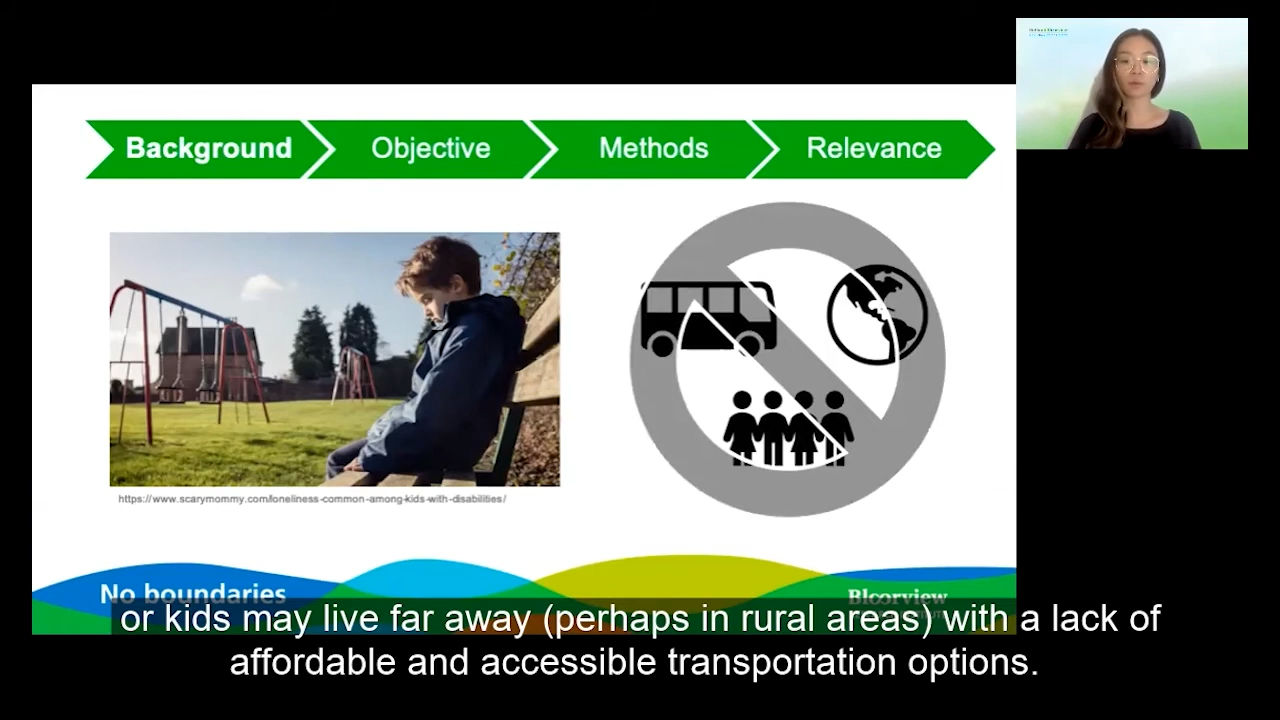 Background
Objective
Methods
Relevance
https://www.scarymommy.com/loneliness-common-among-kids-with-disabilities/
No boundaries
Bloorview
or kids may live far away (perhaps in rural areas) with a lack of
affordable and accessible transportation options.